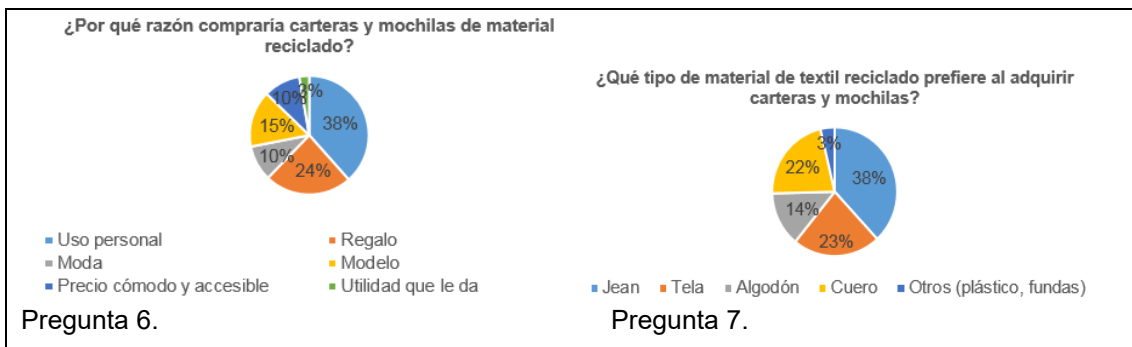 ¿Por qué razón compraría carteras y mochilas de material
reciclado?
3%
10%
38%
15%
10%
24%
Uso personal
Regalo
Moda
Modelo
Precio cómodo y accesible
Utilidad que le da
Pregunta 6.
¿Qué tipo de material de textil reciclado prefiere al adquirir
carteras y mochilas?
3%
22%
38%
14%
23%
Jean Tela Algodón Cuero Otros (plástico, fundas)
Pregunta 7.